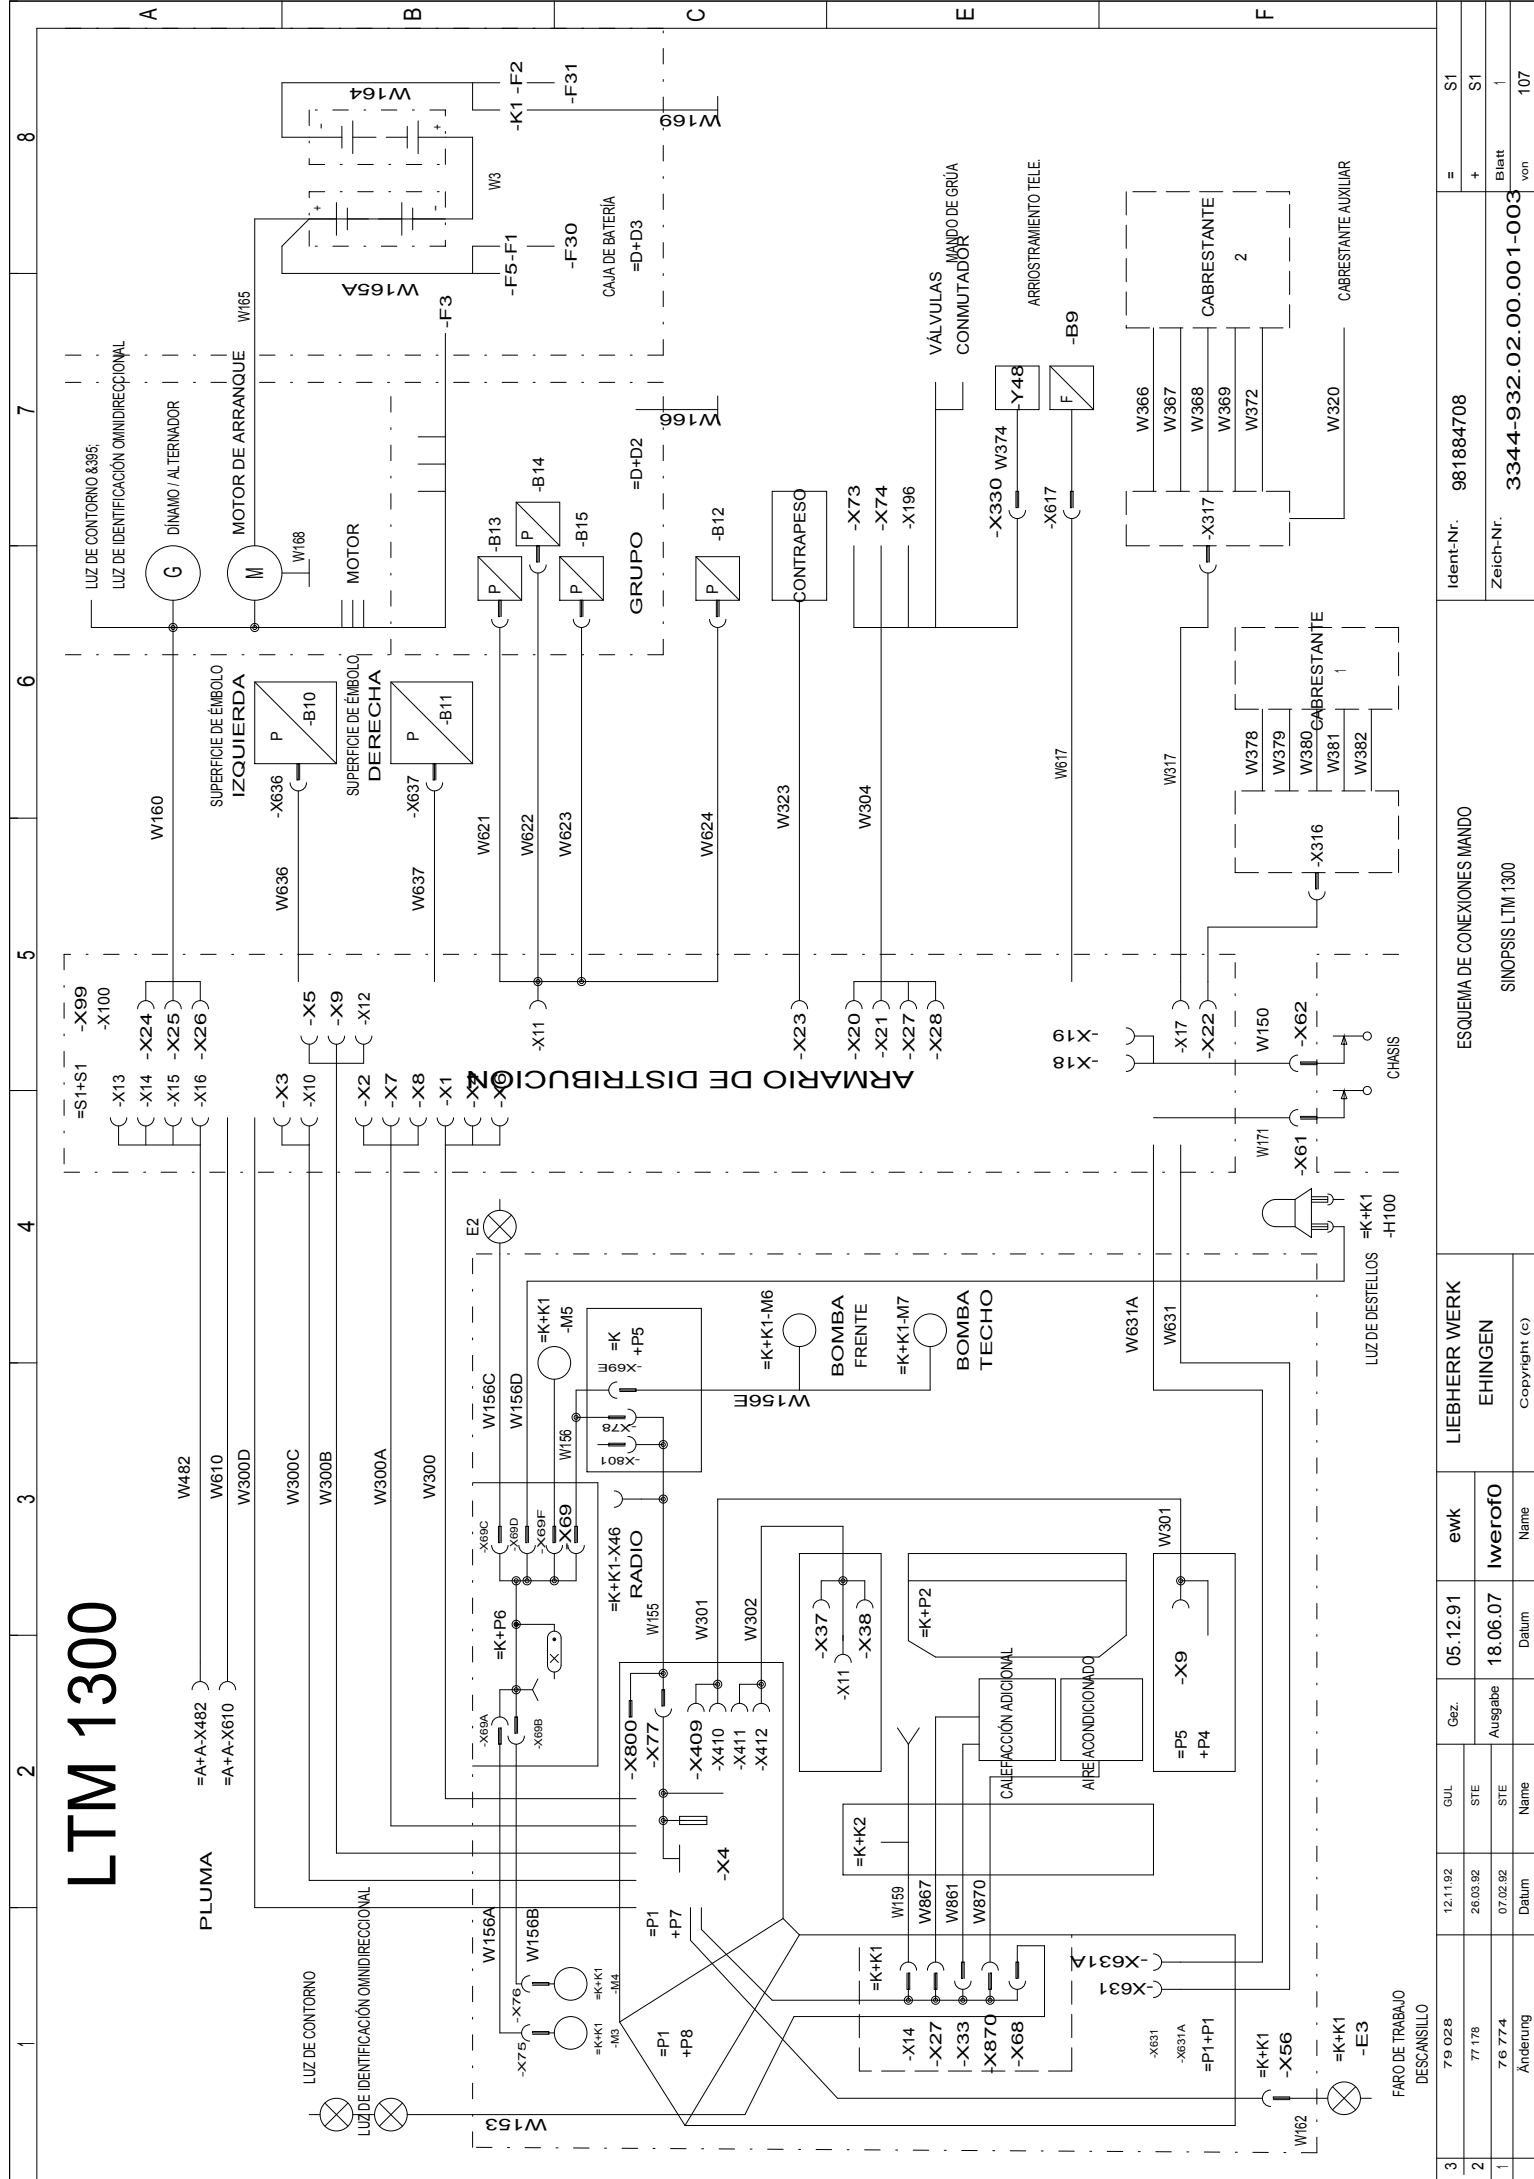 LTM 1300
1
2
3
4
5
6
7
8
A
B
C
E
F
PLUMA
=A+A-X482
=A+A-X610
W482
W610
W300D
W300C
W300B
W300A
W300
=S1+S1
-X99
-X100
-X13
-X14
-X15
-X16
-X24
-X25
-X26
-X3
-X10
-X5
-X9
-X12
-X2
-X7
-X8
-X1
-X6
-X11
-X23
-X20
-X21
-X27
-X28
-X19
-X18
-X17
-X22
ARMARIO DE DISTRIBUCIÓN
W150
-X62
W171
-X61
CHASIS
W160
LUZ DE CONTORNO &395;
LUZ DE IDENTIFICACIÓN OMNIDIRECCIONAL
G
DÍNAMO / ALTERNADOR
M
MOTOR DE ARRANQUE
W168
MOTOR
W165
W165A
W164
W3
-F3
-F5-F1
-F30
-K1 -F2
-F31
CAJA DE BATERÍA
=D+D3
W169
W166
SUPERFICIE DE ÉMBOLO
IZQUIERDA
P
-B10
-X636
W636
SUPERFICIE DE ÉMBOLO
DERECHA
P
-B11
-X637
W637
W621
W622
W623
W624
P
-B13
P
-B14
P
-B15
GRUPO
=D+D2
P
-B12
W323
CONTRAPESO
W304
-X73
-X74
-X196
VÁLVULAS
MANDO DE GRÚA
CONMUTADOR
-X330
W374
-Y48
ARRIOSTRAMIENTO TELE.
-X617
F
-B9
W617
W317
-X317
W366
W367
W368
W369
W372
CABRESTANTE
2
W320
CABRESTANTE AUXILIAR
-X316
W378
W379
W380
W381
W382
CABRESTANTE
1
LUZ DE CONTORNO
LUZ DE IDENTIFICACIÓN OMNIDIRECCIONAL
W153
W156A
W156B
-X75
-X76
=K+K1
-M3
=K+K1
-M4
-X69A
-X69B
=K+P6
X
-X69C
-X69D
-X69F
-X69
W156C
W156D
W156
E2
=K+K1
-M5
=K
+P5
-X69E
-X78
-X801
=K+K1-X46
RADIO
W155
W156E
=K+K1-M6
BOMBA
FRENTE
=K+K1-M7
BOMBA
TECHO
=P1
+P8
=P1
+P7
-X4
-X800
-X77
-X409
-X410
-X411
-X412
W301
W302
-X37
-X11
-X38
=K+P2
CALEFACCIÓN ADICIONAL
AIRE ACONDICIONADO
=K+K2
W159
W867
W861
W870
=K+K1
-X14
-X27
-X33
-X870
-X68
W301
-X9
=P5
+P4
W631A
W631
-X631A
-X631
-X631
-X631A
=P1+P1
=K+K1
-X56
W162
=K+K1
-E3
FARO DE TRABAJO
DESCANSILLO
LUZ DE DESTELLOS
=K+K1
-H100
3
79 028
12.11.92
GUL
2
77 178
26.03.92
STE
1
76 774
07.02.92
STE
Änderung
Datum
Name
Gez.
05.12.91
ewk
Ausgabe
18.06.07
lwerof0
Datum
Name
LIEBHERR WERK
EHINGEN
Copyright (c)
ESQUEMA DE CONEXIONES MANDO
SINOPSIS LTM 1300
Ident-Nr.
981884708
Zeich-Nr.
3344-932.02.00.001-003
=
S1
+
S1
Blatt
1
von
107